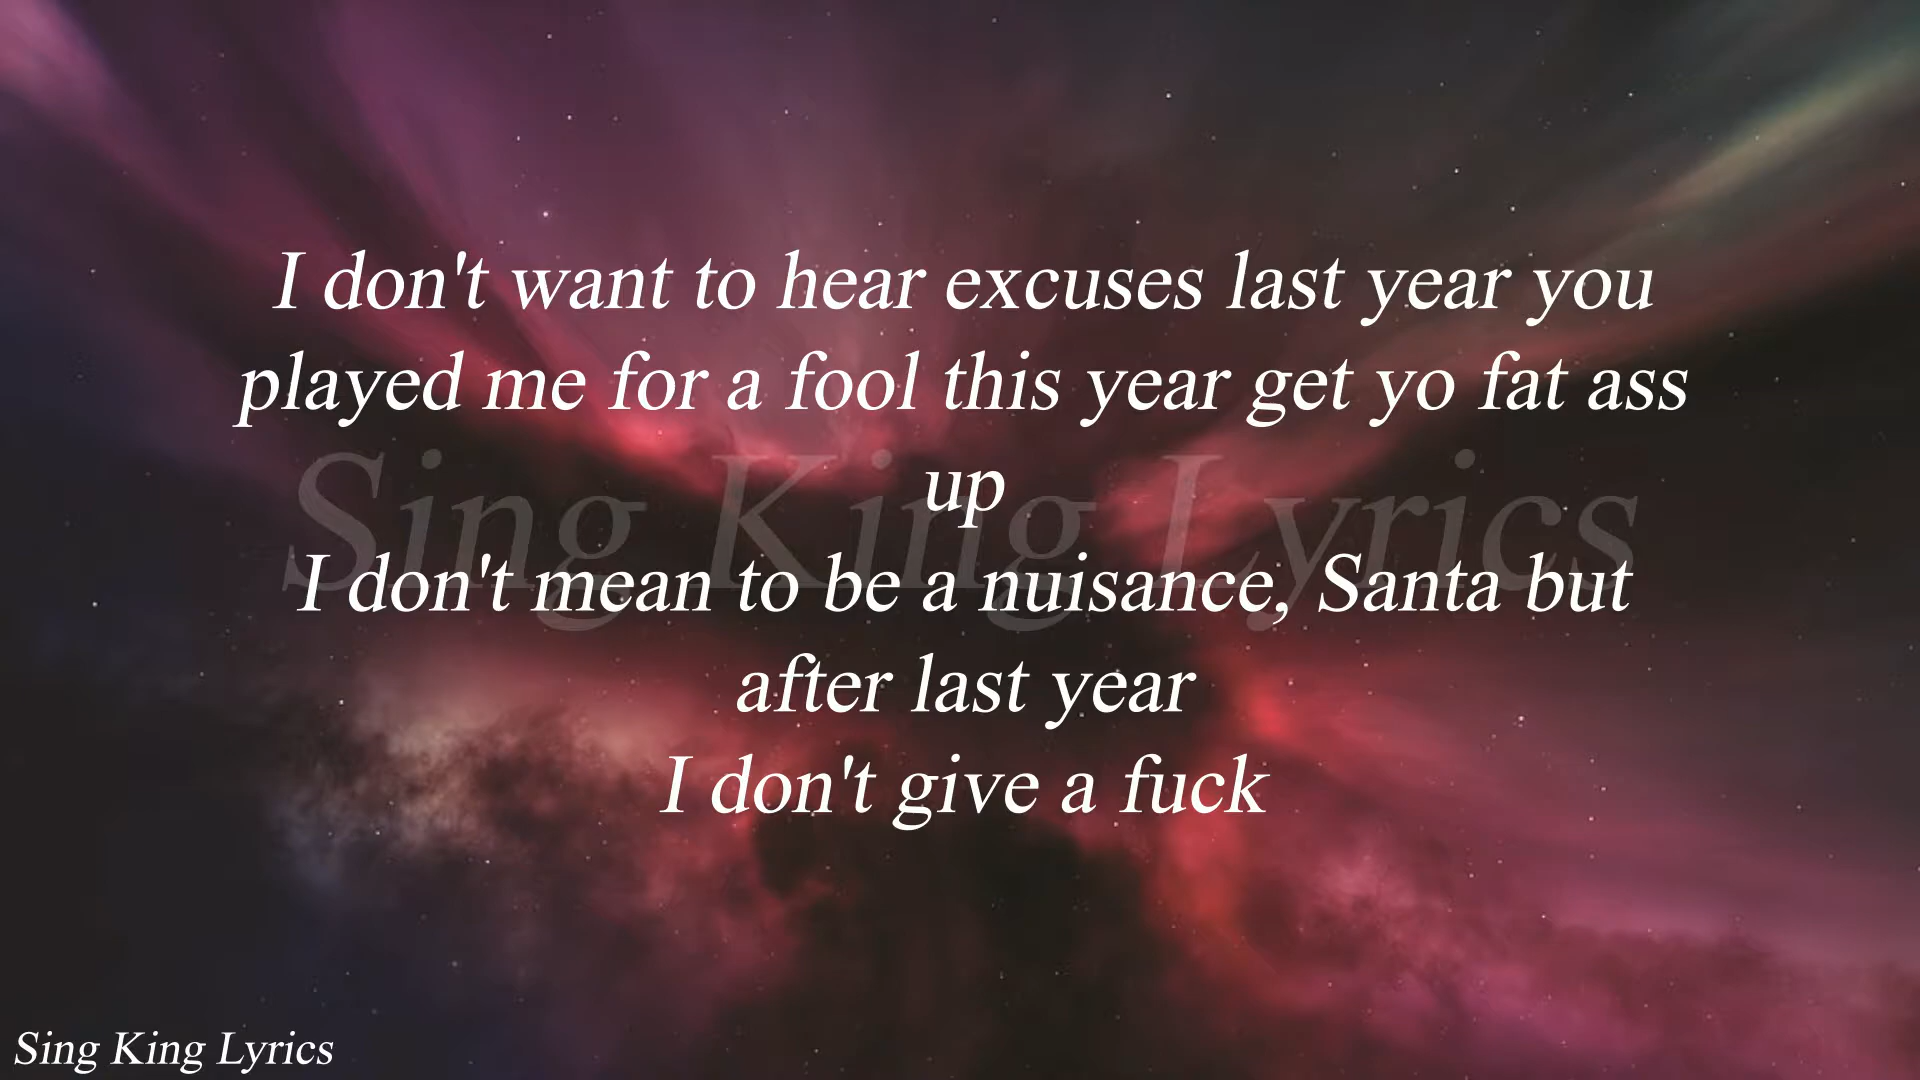 I don't want to hear excuses last year you
played me for a fool this year get yo fat ass
up
Sing King Lyrics
I don't mean to be a nuisance, Santa but
after last year
I don't give a fuck
Sing King Lyrics